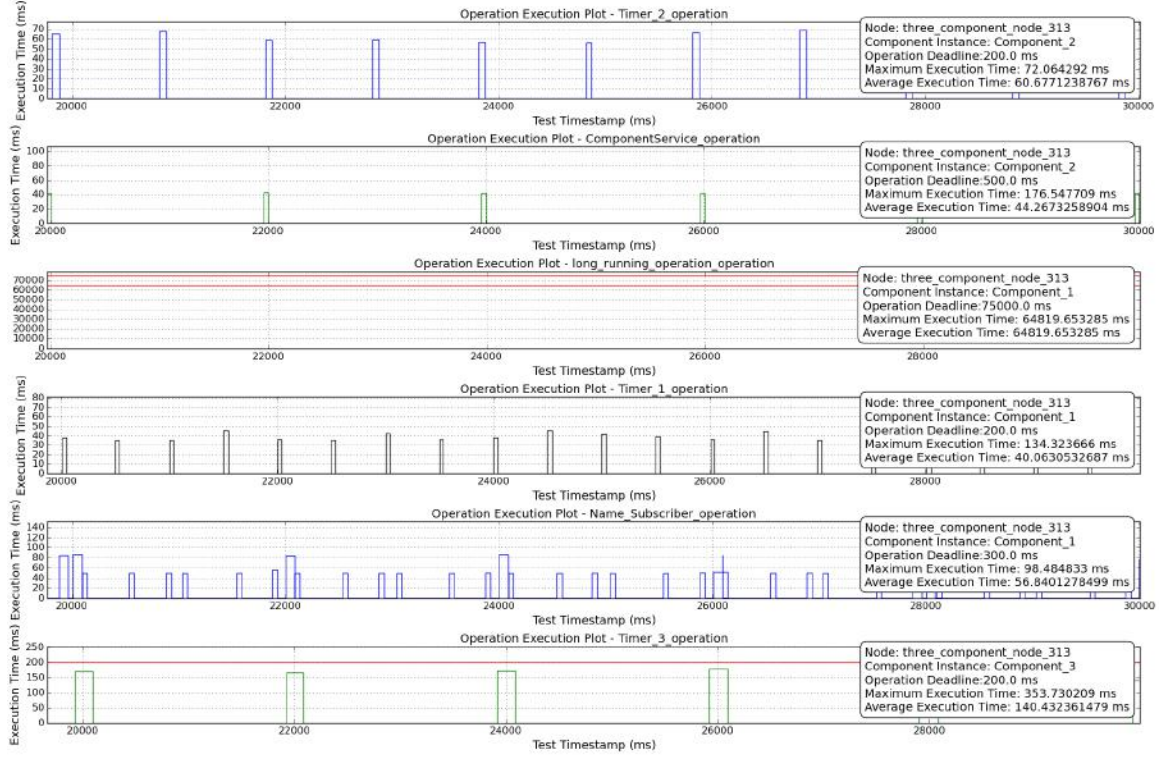 Operation Execution Plot - Timer_2_operation
Execution Time (ms)
70
60
50
40
30
20
10
0
20000 22000 24000 26000 28000 30000
Test Timestamp (ms)
Node: three_component_node_313
Component Instance: Component_2
Operation Deadline:200.0 ms
Maximum Execution Time: 72.064292 ms
Average Execution Time: 60.6771238767 ms
Operation Execution Plot - ComponentService_operation
Execution Time (ms)
100
80
60
40
20
0
20000 22000 24000 26000 28000 30000
Test Timestamp (ms)
Node: three_component_node_313
Component Instance: Component_2
Operation Deadline:500.0 ms
Maximum Execution Time: 176.547709 ms
Average Execution Time: 44.2673258904 ms
Operation Execution Plot - long_running_operation_operation
Execution Time (ms)
70000
60000
50000
40000
30000
20000
10000
0
20000 22000 24000 26000 28000
Test Timestamp (ms)
Node: three_component_node_313
Component Instance: Component_1
Operation Deadline:75000.0 ms
Maximum Execution Time: 64819.653285 ms
Average Execution Time: 64819.653285 ms
Operation Execution Plot - Timer_1_operation
Execution Time (ms)
80
70
60
50
40
30
20
10
0
20000 22000 24000 26000 28000
Test Timestamp (ms)
Node: three_component_node_313
Component Instance: Component_1
Operation Deadline:200.0 ms
Maximum Execution Time: 134.323666 ms
Average Execution Time: 40.0630532687 ms
Operation Execution Plot - Name_Subscriber_operation
Execution Time (ms)
140
120
100
80
60
40
20
0
20000 22000 24000 26000 28000 30000
Test Timestamp (ms)
Node: three_component_node_313
Component Instance: Component_1
Operation Deadline:300.0 ms
Maximum Execution Time: 98.484833 ms
Average Execution Time: 56.8401278499 ms
Operation Execution Plot - Timer_3_operation
Execution Time (ms)
250
200
150
100
50
0
20000 22000 24000 26000 28000
Test Timestamp (ms)
Node: three_component_node_313
Component Instance: Component_3
Operation Deadline:200.0 ms
Maximum Execution Time: 353.730209 ms
Average Execution Time: 140.432361479 ms